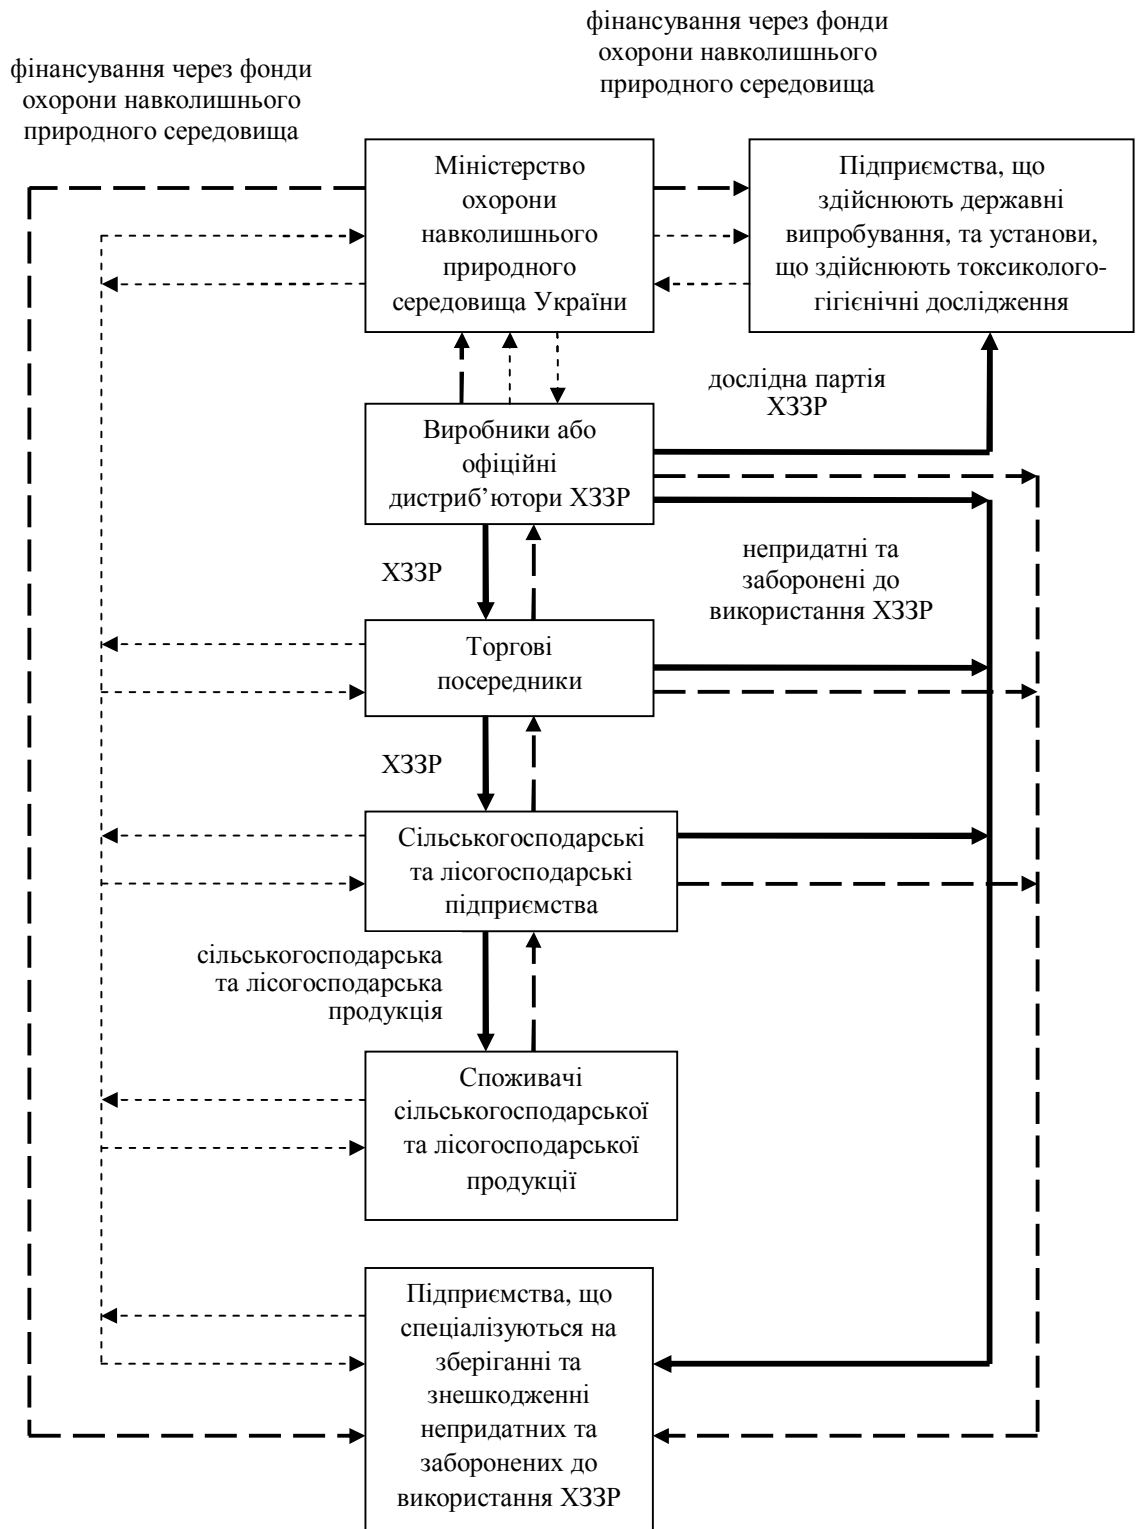 фінансування через фонди
охорони навколишнього
природного середовища
фінансування через фонди
охорони навколишнього
природного середовища
Міністерство
охорони
навколишнього
природного
середовища України
Підприємства, що
здійснюють державні
випробування, та установи,
що здійснюють токсиколого-
гігієнічні дослідження
дослідна партія
ХЗЗР
Виробники або
офіційні
дистриб’ютори ХЗЗР
ХЗЗР
непридатні та
заборонені до
використання ХЗЗР
Торгові
посередники
ХЗЗР
Сільськогосподарські
та лісогосподарські
підприємства
сільськогосподарська
та лісогосподарська
продукція
Споживачі
сільськогосподарської
та лісогосподарської
продукції
Підприємства, що
спеціалізуються на
зберіганні та
знешкодженні
непридатних та
заборонених до
використання ХЗЗР